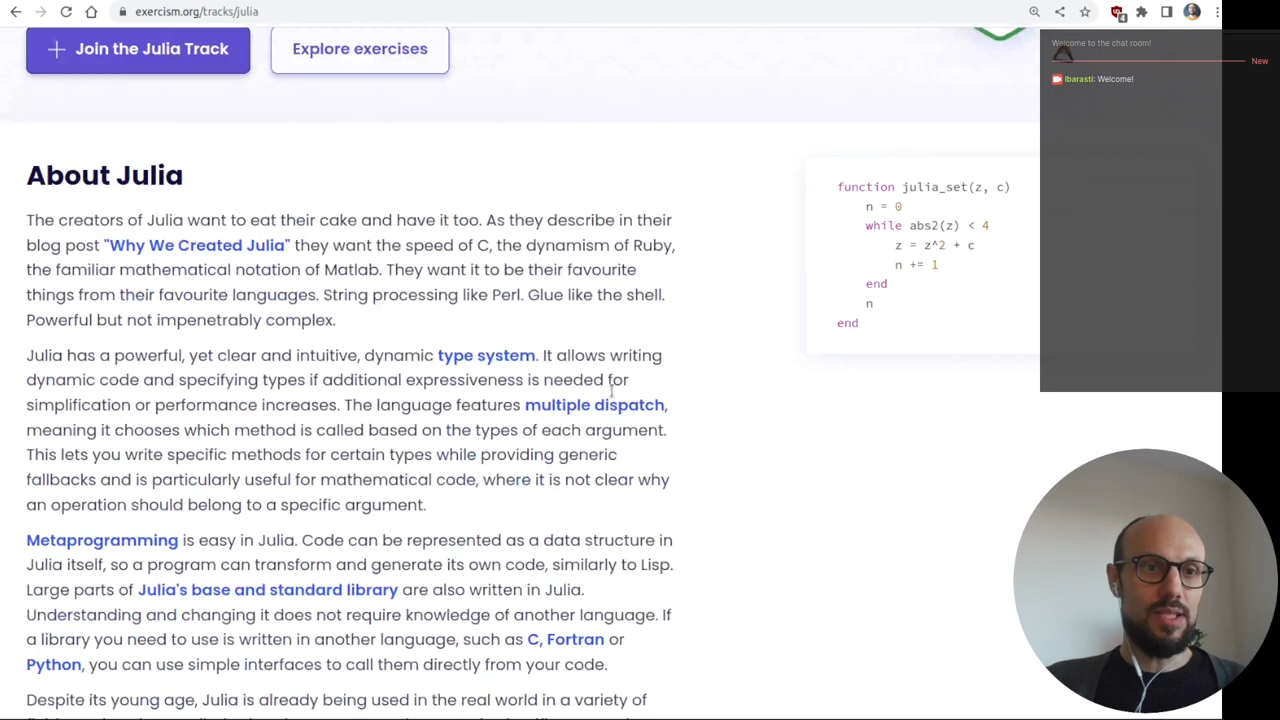 exercism.org/tracks/julia
4
Join the Julia Track
Explore exercises
Welcome to the chat room!
New
lbarasti: Welcome!
About Julia
The creators of Julia want to eat their cake and have it too. As they describe in their
blog post "Why We Created Julia" they want the speed of C, the dynamism of Ruby,
the familiar mathematical notation of Matlab. They want it to be their favourite
things from their favourite languages. String processing like Perl. Glue like the shell.
Powerful but not impenetrably complex.
Julia has a powerful, yet clear and intuitive, dynamic type system. It allows writing
dynamic code and specifying types if additional expressiveness is needed for
simplification or performance increases. The language features multiple dispatch,
meaning it chooses which method is called based on the types of each argument.
This lets you write specific methods for certain types while providing generic
fallbacks and is particularly useful for mathematical code, where it is not clear why
an operation should belong to a specific argument.
Metaprogramming is easy in Julia. Code can be represented as a data structure in
Julia itself, so a program can transform and generate its own code, similarly to Lisp.
Large parts of Julia's base and standard library are also written in Julia.
Understanding and changing it does not require knowledge of another language. If
a library you need to use is written in another language, such as C, Fortran or
Python, you can use simple interfaces to call them directly from your code.
Despite its young age, Julia is already being used in the real world in a variety of
function julia_set(z, c)
n = 0
while abs2(z) < 4
z = z^2 + c
n += 1
end
n
end